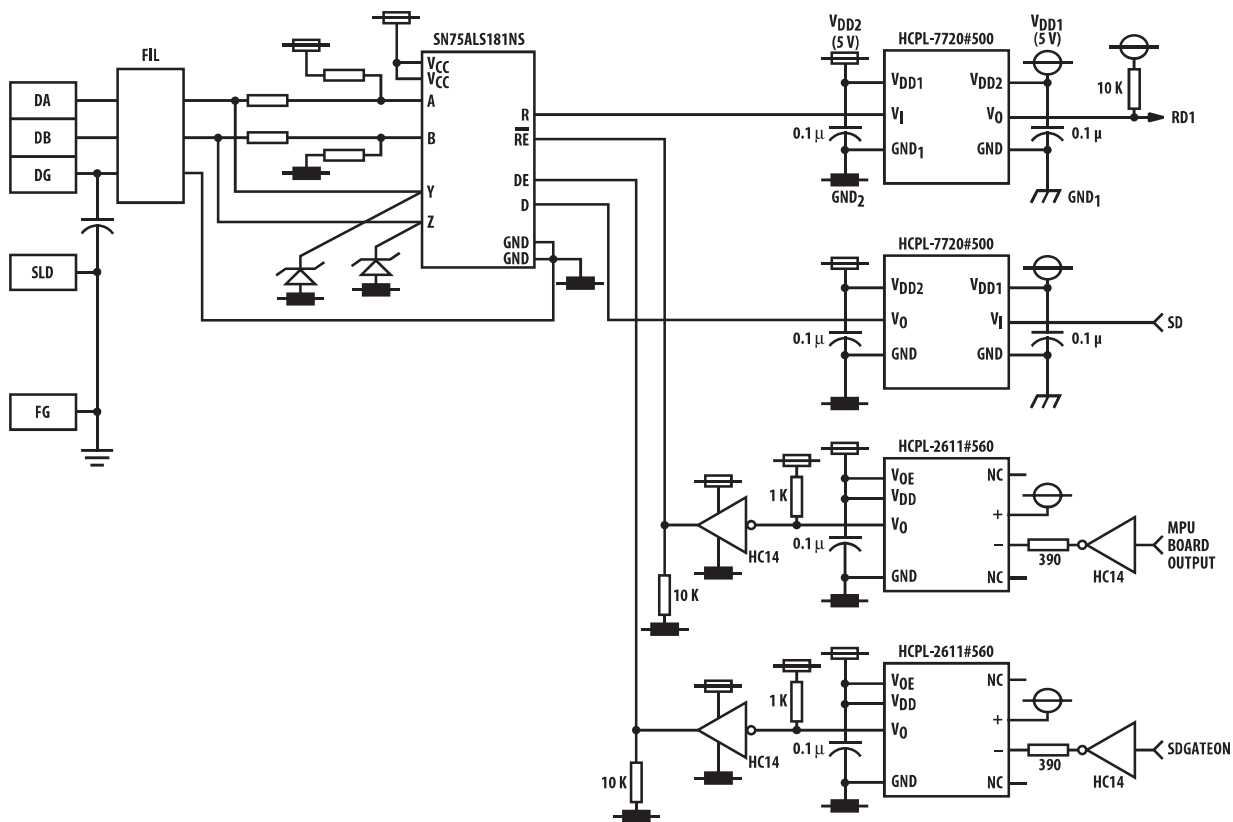 FIL
DA
DB
DG
SLD
FG
SN75ALS181NS
VCC
VCC
A
B
Y
Z
R
RE
DE
D
GND
GND
VDD2
(5 V)
HCPL-7720#500
VDD1
(5 V)
VDD1
VI
GND1
VDD2
VO
GND
0.1 µ
GND2
0.1 µ
GND1
10 K
RD1
HCPL-7720#500
VDD2
VO
GND
VDD1
VI
GND
0.1 µ
0.1 µ
SD
HCPL-2611#560
VOE
VDD
VO
GND
NC
+
–
NC
1 K
0.1 µ
HC14
10 K
390
HC14
MPU
BOARD
OUTPUT
HCPL-2611#560
VOE
VDD
VO
GND
NC
+
–
NC
1 K
0.1 µ
HC14
10 K
390
HC14
SDGATEON